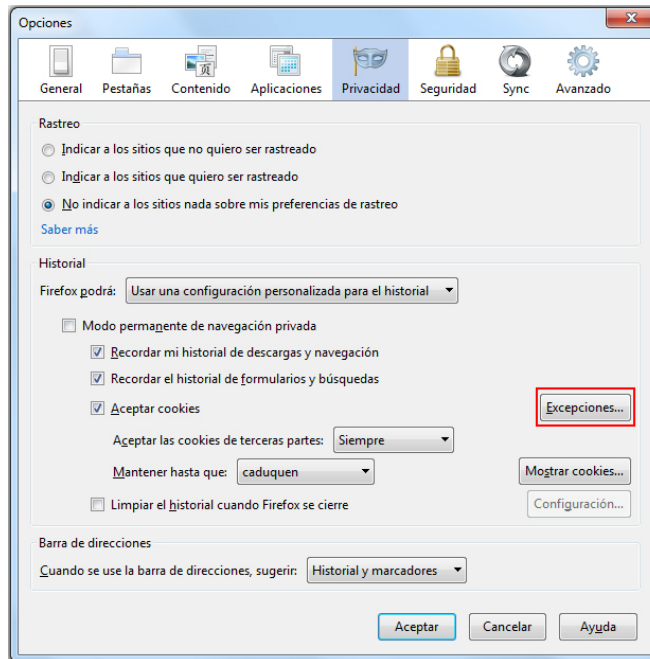 Opciones
General Pestañas Contenido Aplicaciones Privacidad Seguridad Sync Avanzado
Rastreo
Indicar a los sitios que no quiero ser rastreado
Indicar a los sitios que quiero ser rastreado
No indicar a los sitios nada sobre mis preferencias de rastreo
Saber más
Historial
Firefox podrá: Usar una configuración personalizada para el historial
Modo permanente de navegación privada
Recordar mi historial de descargas y navegación
Recordar el historial de formularios y búsquedas
Aceptar cookies Excepciones...
Aceptar las cookies de terceras partes: Siempre
Mantener hasta que: caduquen Mostrar cookies...
Limpiar el historial cuando Firefox se cierre Configuración...
Barra de direcciones
Cuando se use la barra de direcciones, sugerir: Historial y marcadores
Aceptar Cancelar Ayuda